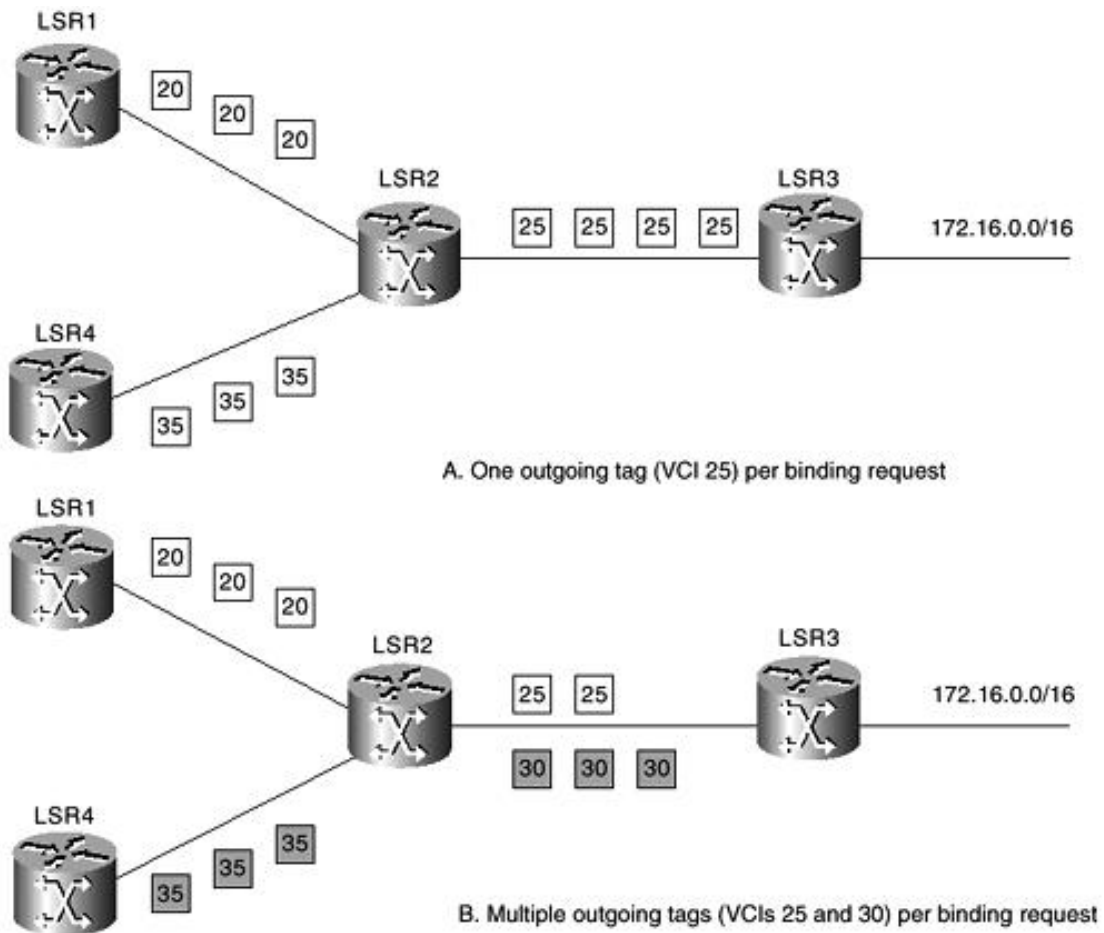 LSR1
20
20
20
LSR2
LSR3
25 25 25 25
172.16.0.0/16
LSR4
35
35
35
A. One outgoing tag (VCI 25) per binding request
LSR1
20
20
20
LSR2
LSR3
25 25
172.16.0.0/16
30 30 30
LSR4
35
35
35
B. Multiple outgoing tags (VCIs 25 and 30) per binding request